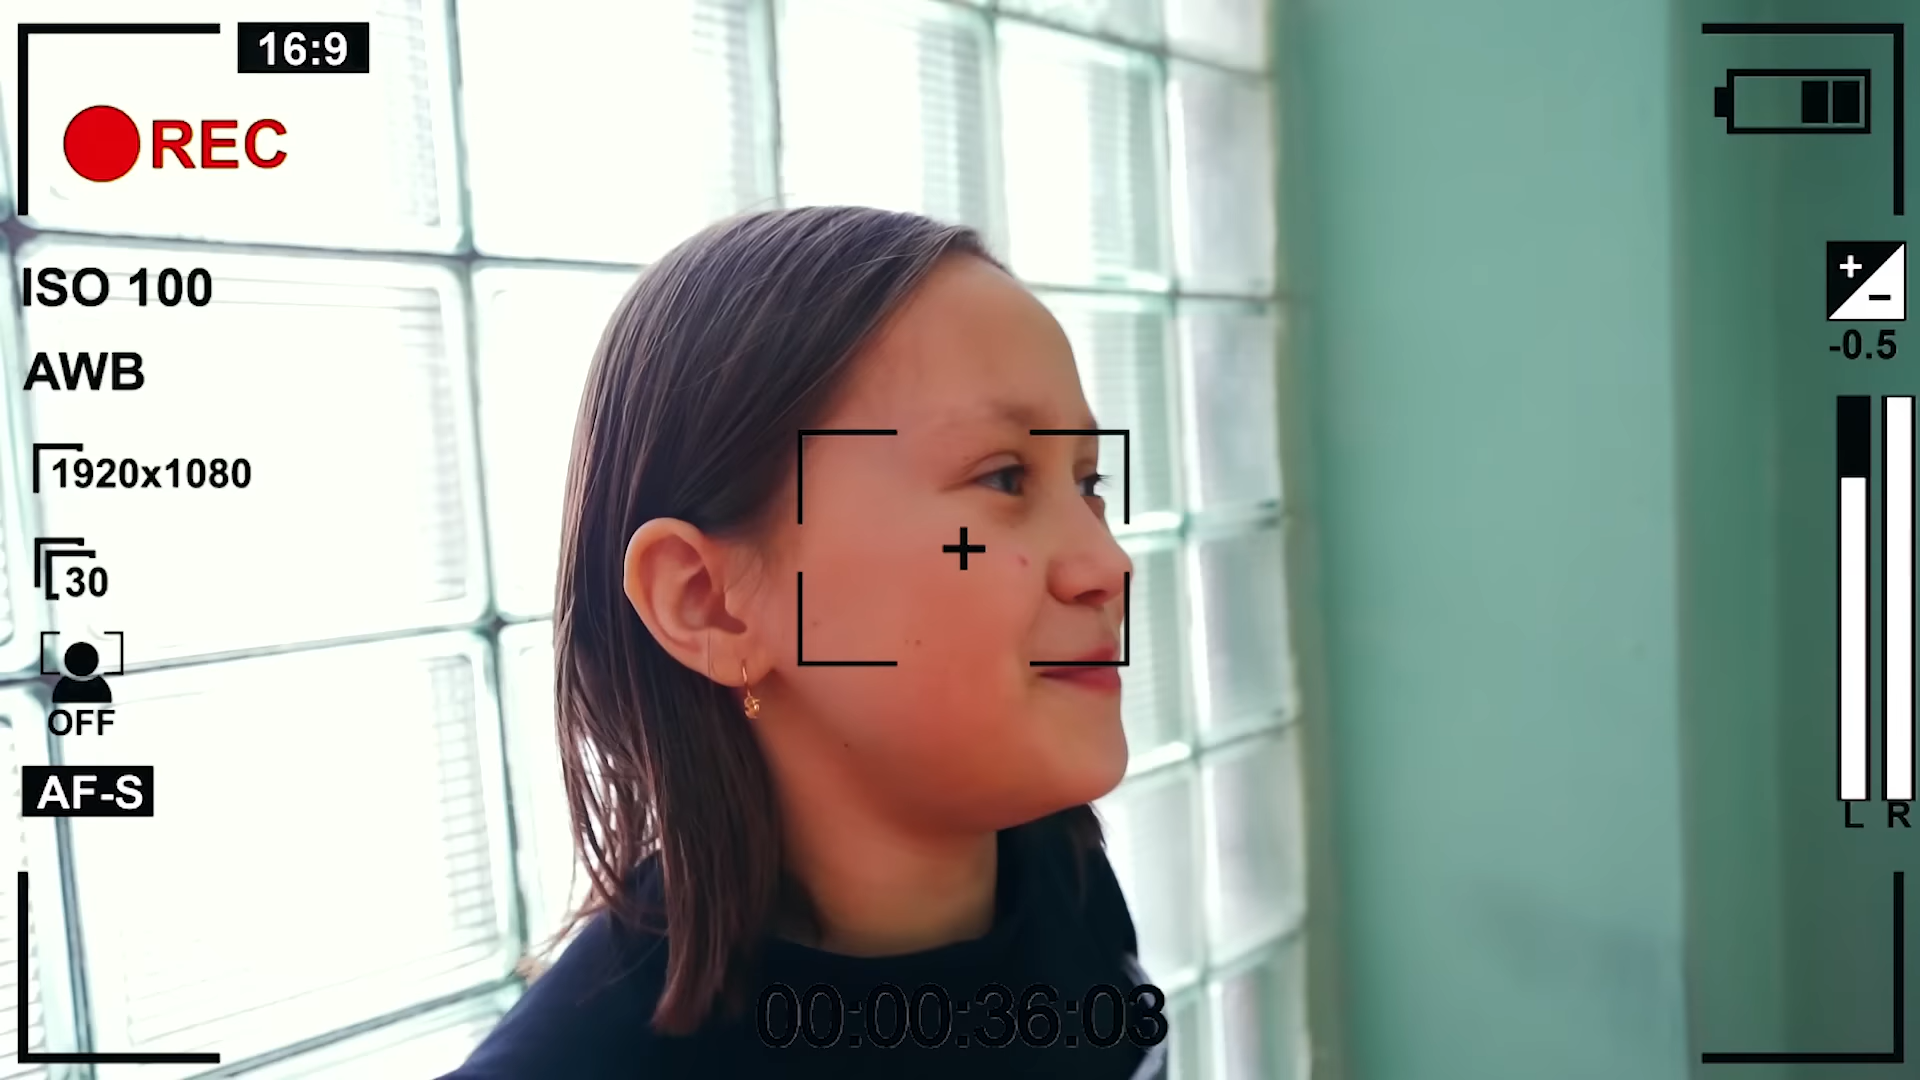 16:9
REC
ISO 100
AWB
1920x1080
30
OFF
AF-S
+
-
-0.5
L R
00:00:36:03